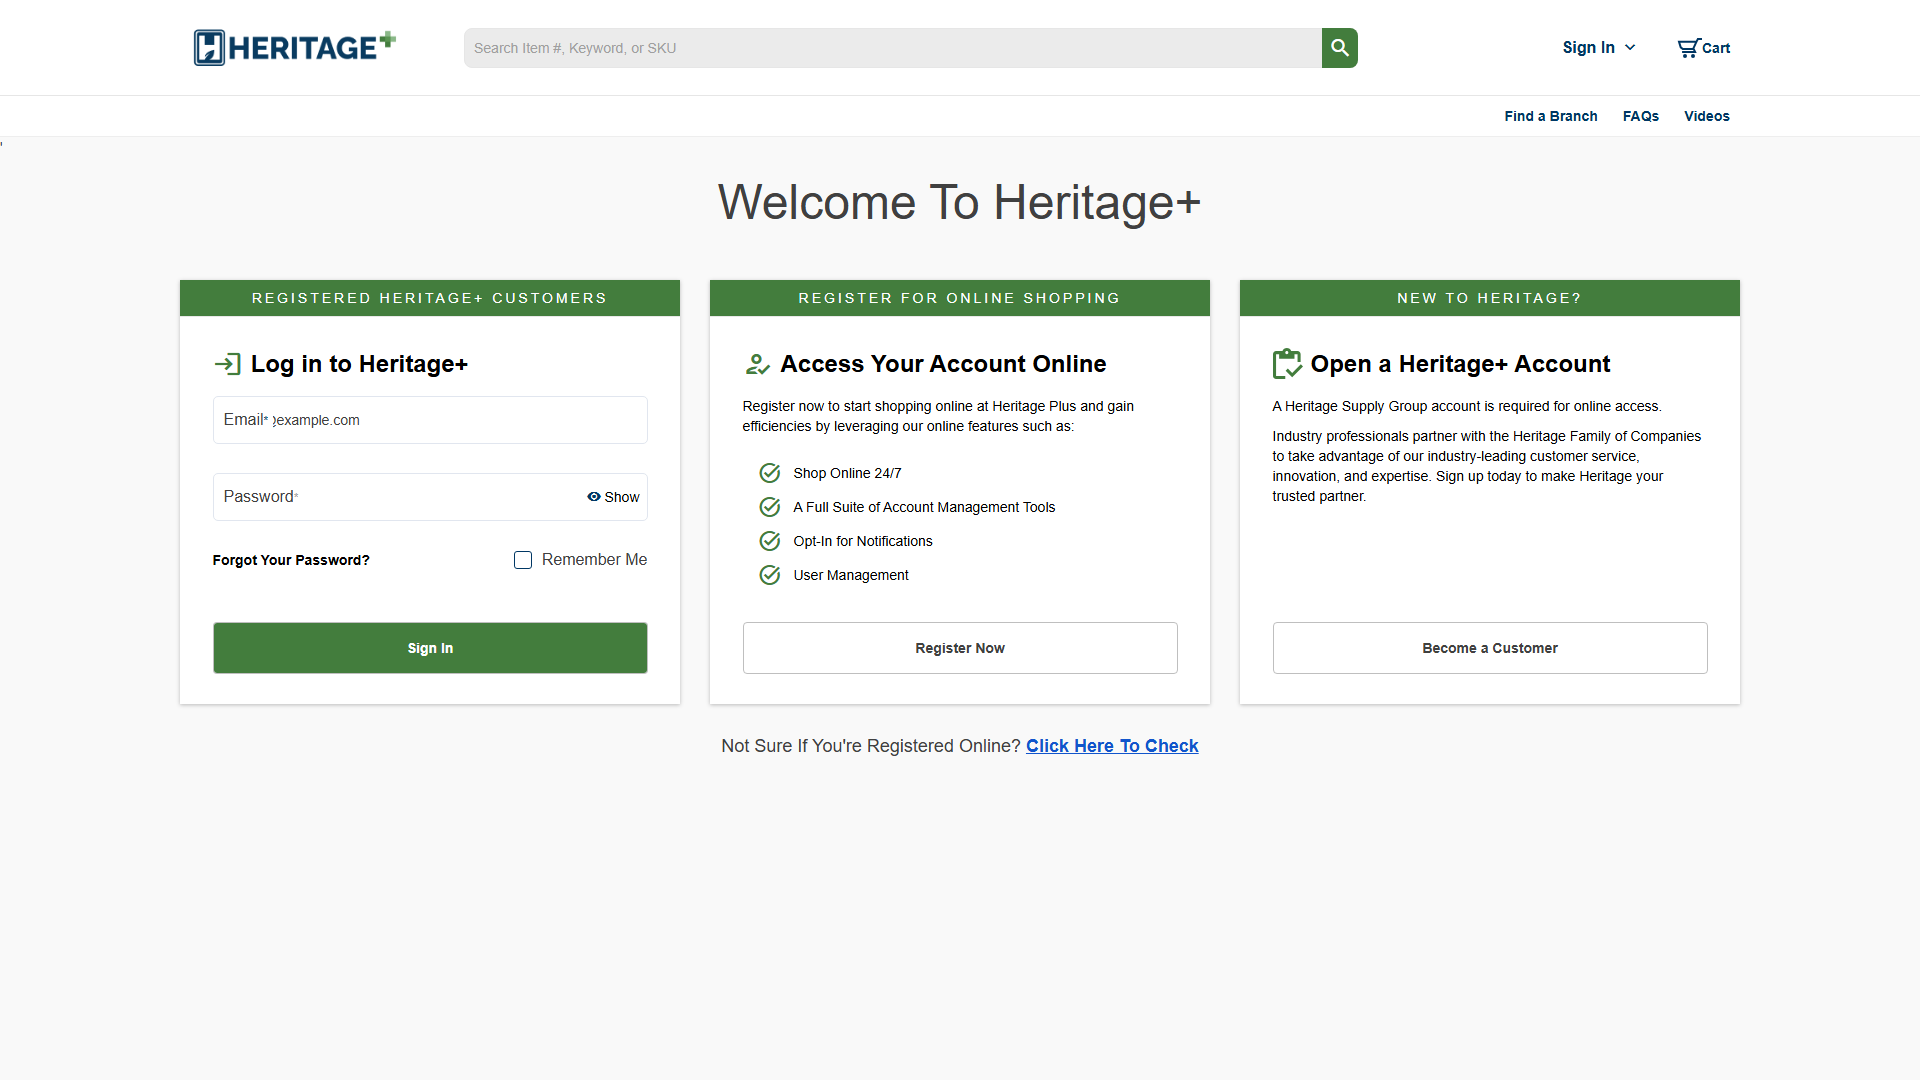 HERITAGE+
Search Item #, Keyword, or SKU
Sign In
Cart
Find a Branch
FAQs
Videos
Welcome To Heritage+
REGISTERED HERITAGE+ CUSTOMERS
Log in to Heritage+
Email* example.com
Password*
Show
Forgot Your Password?
Remember Me
Sign In
REGISTER FOR ONLINE SHOPPING
Access Your Account Online
Register now to start shopping online at Heritage Plus and gain
efficiencies by leveraging our online features such as:
Shop Online 24/7
A Full Suite of Account Management Tools
Opt-In for Notifications
User Management
Register Now
NEW TO HERITAGE?
Open a Heritage+ Account
A Heritage Supply Group account is required for online access.
Industry professionals partner with the Heritage Family of Companies
to take advantage of our industry-leading customer service,
innovation, and expertise. Sign up today to make Heritage your
trusted partner.
Become a Customer
Not Sure If You're Registered Online? Click Here To Check